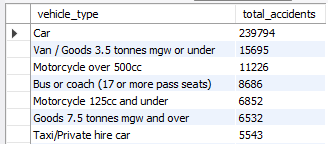 vehicle_type total_accidents
Car 239794
Van / Goods 3.5 tonnes mgw or under 15695
Motorcycle over 500cc 11226
Bus or coach (17 or more pass seats) 8686
Motorcycle 125cc and under 6852
Goods 7.5 tonnes mgw and over 6532
Taxi/Private hire car 5543